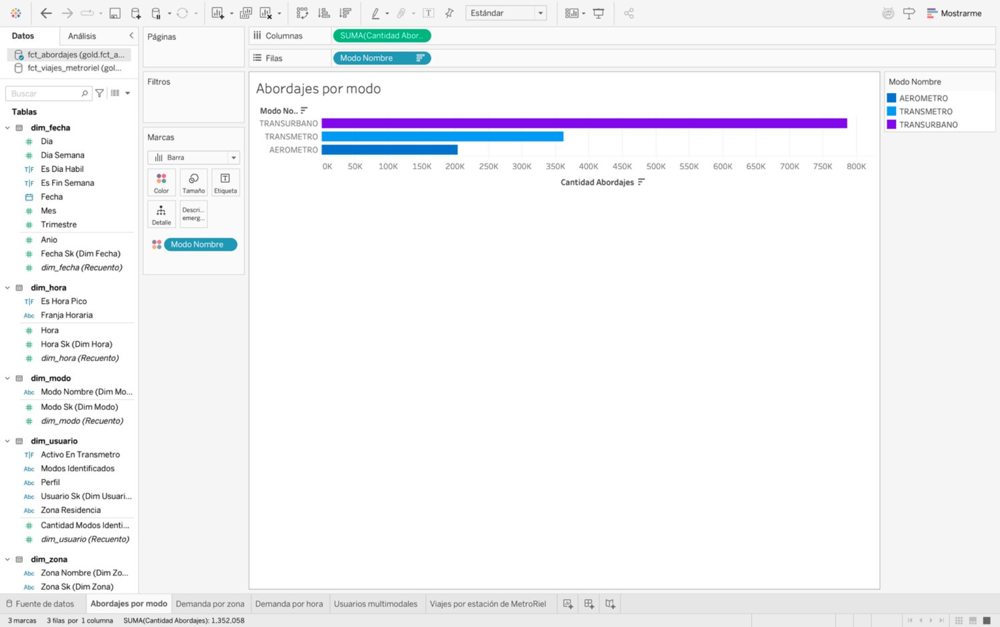 Estándar
Mostrarme
Datos
Análisis
fct_abordajes (gold.fct_a...
fct_viajes_metroriel (gol...
Buscar
Tablas
dim_fecha
Dia
Dia Semana
T|F Es Dia Habil
T|F Es Fin Semana
Fecha
Mes
Trimestre
Anio
Fecha Sk (Dim Fecha)
dim_fecha (Recuento)
dim_hora
T|F Es Hora Pico
Abc Franja Horaria
Hora
Hora Sk (Dim Hora)
dim_hora (Recuento)
dim_modo
Abc Modo Nombre (Dim Mo...
Modo Sk (Dim Modo)
dim_modo (Recuento)
dim_usuario
T|F Activo En Transmetro
Abc Modos Identificados
Abc Perfil
Abc Usuario Sk (Dim Usuari...
Abc Zona Residencia
Cantidad Modos Identi...
dim_usuario (Recuento)
dim_zona
Abc Zona Nombre (Dim Zo...
Abc Zona Sk (Dim Zona)
Páginas
Filtros
Marcas
Barra
Color
Tamaño
Etiqueta
Detalle
Descri...
emerg...
Modo Nombre
Columnas
SUMA(Cantidad Abor..
Filas
Modo Nombre
Abordajes por modo
Modo No..
TRANSURBANO
TRANSMETRO
AEROMETRO
0K 50K 100K 150K 200K 250K 300K 350K 400K 450K 500K 550K 600K 650K 700K 750K 800K
Cantidad Abordajes
Modo Nombre
AEROMETRO
TRANSMETRO
TRANSURBANO
Fuente de datos
Abordajes por modo
Demanda por zona
Demanda por hora
Usuarios multimodales
Viajes por estación de MetroRiel
3 marcas
3 filas por 1 columna
SUMA(Cantidad Abordajes): 1,352,058